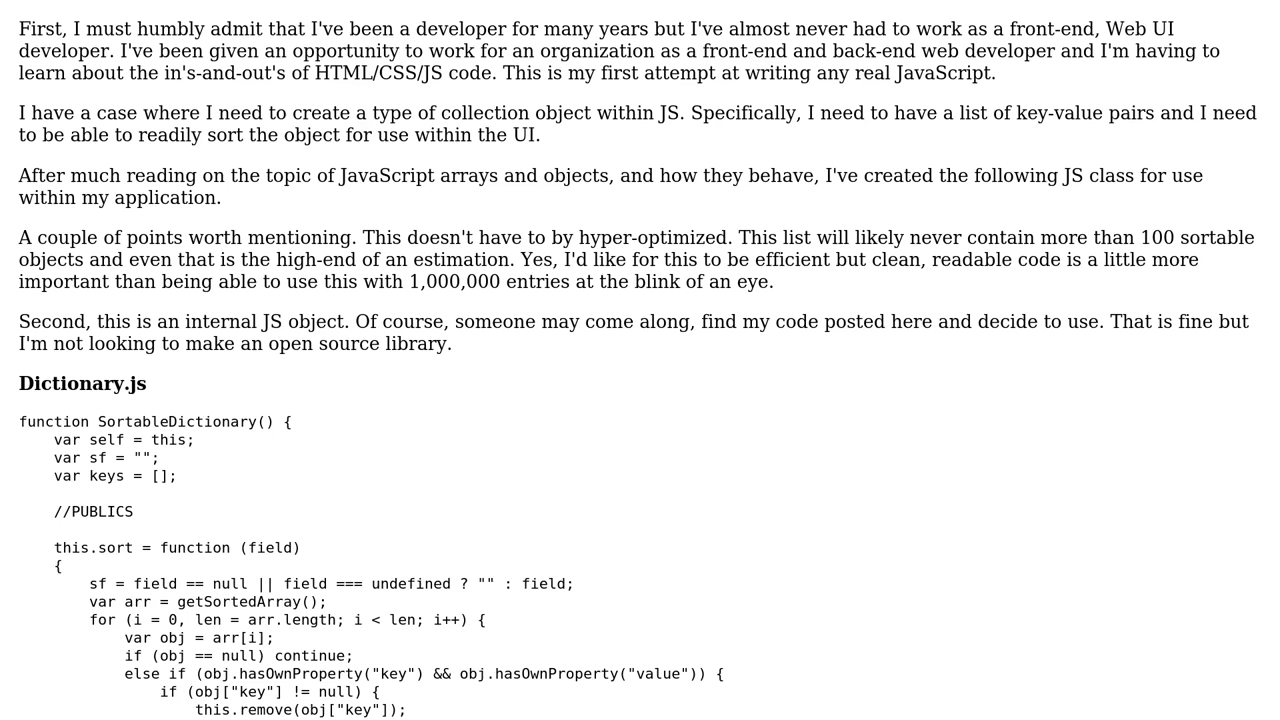 First, I must humbly admit that I've been a developer for many years but I've almost never had to work as a front-end, Web UI
developer. I've been given an opportunity to work for an organization as a front-end and back-end web developer and I'm having to
learn about the in's-and-out's of HTML/CSS/JS code. This is my first attempt at writing any real JavaScript.
I have a case where I need to create a type of collection object within JS. Specifically, I need to have a list of key-value pairs and I need
to be able to readily sort the object for use within the UI.
After much reading on the topic of JavaScript arrays and objects, and how they behave, I've created the following JS class for use
within my application.
A couple of points worth mentioning. This doesn't have to by hyper-optimized. This list will likely never contain more than 100 sortable
objects and even that is the high-end of an estimation. Yes, I'd like for this to be efficient but clean, readable code is a little more
important than being able to use this with 1,000,000 entries at the blink of an eye.
Second, this is an internal JS object. Of course, someone may come along, find my code posted here and decide to use. That is fine but
I'm not looking to make an open source library.
Dictionary.js
function SortableDictionary() {
    var self = this;
    var sf = "";
    var keys = [];
    //PUBLICS
    this.sort = function (field)
    {
        sf = field == null || field === undefined ? "" : field;
        var arr = getSortedArray();
        for (i = 0, len = arr.length; i < len; i++) {
            var obj = arr[i];
            if (obj == null) continue;
            else if (obj.hasOwnProperty("key") && obj.hasOwnProperty("value")) {
                if (obj["key"] != null) {
                    this.remove(obj["key"]);